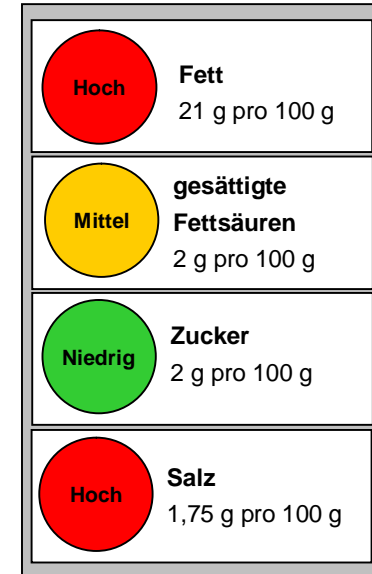 Hoch
Fett
21 g pro 100 g
Mittel
gesättigte
Fettsäuren
2 g pro 100 g
Niedrig
Zucker
2 g pro 100 g
Hoch
Salz
1,75 g pro 100 g